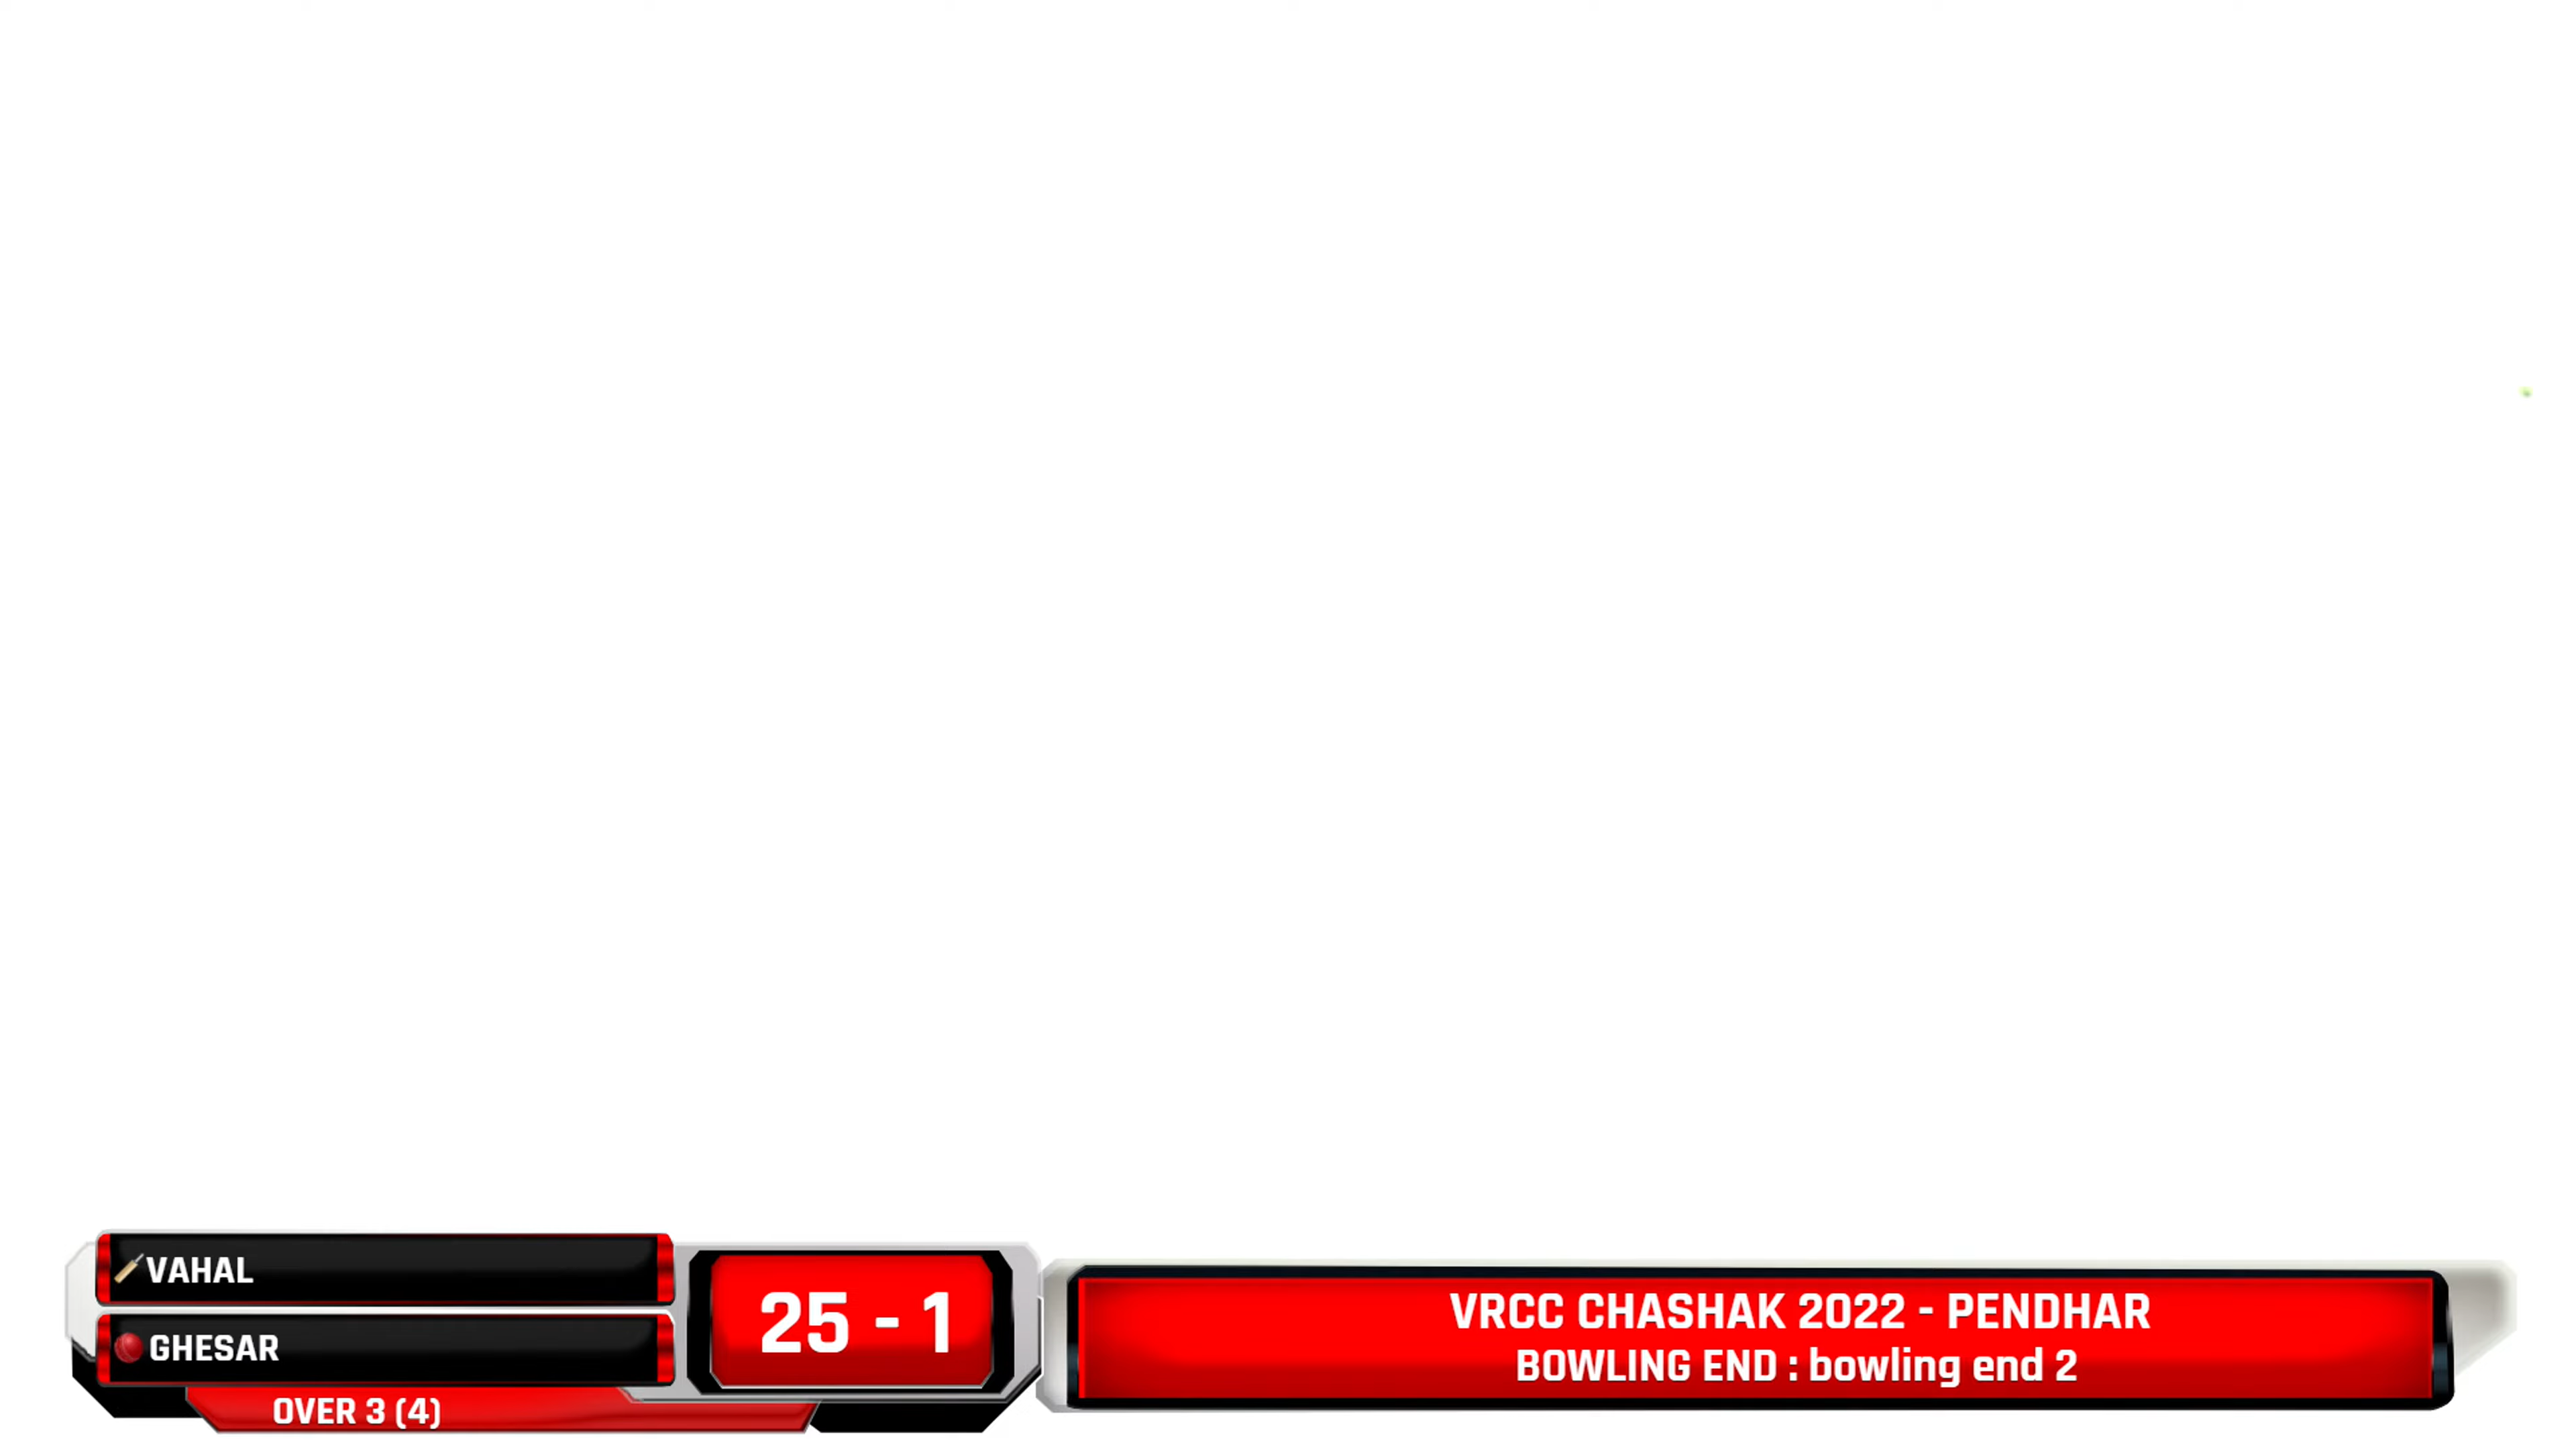 VAHAL
GHESAR
OVER 3 (4)
25 - 1
VRCC CHASHAK 2022 - PENDHAR
BOWLING END : bowling end 2